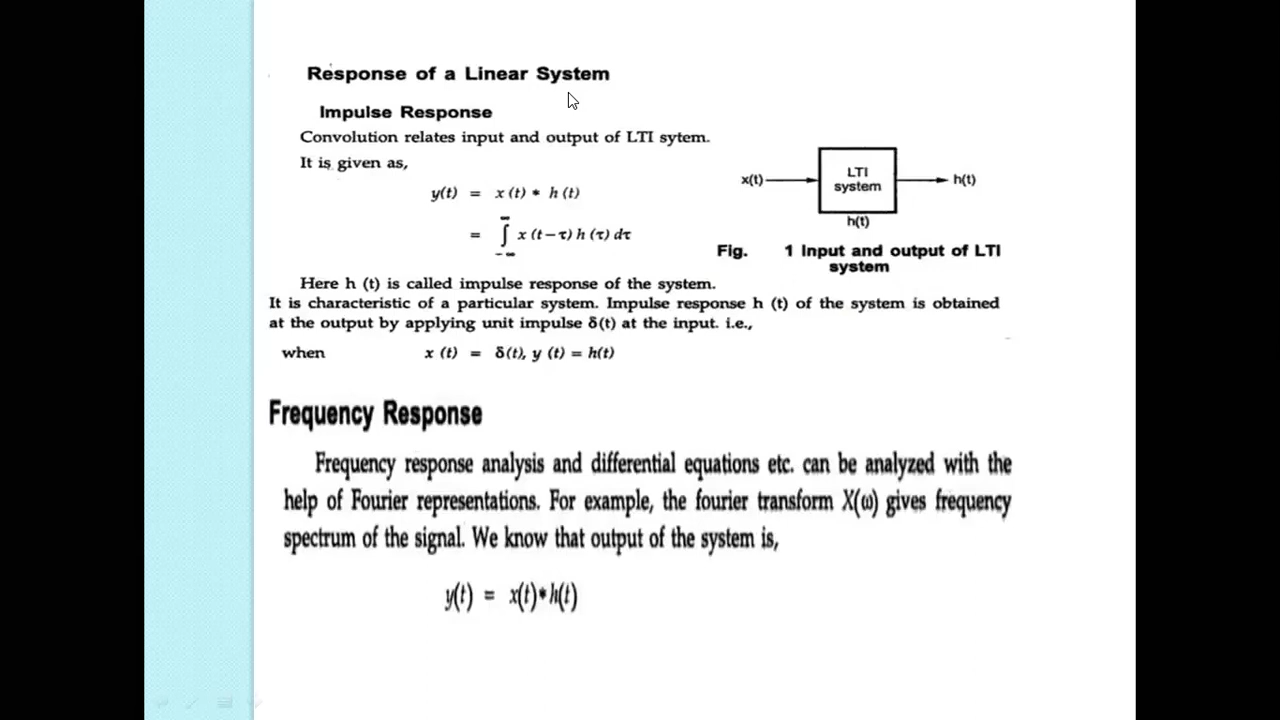 Response of a Linear System
Impulse Response
Convolution relates input and output of LTI sytem.
It is given as,
y(t) = x (t) * h (t)
= ∫ x (t – τ) h (τ) dτ
∞
– ∞
x(t)
LTI
system
h(t)
h(t)
Fig. 1 Input and output of LTI
system
Here h (t) is called impulse response of the system.
It is characteristic of a particular system. Impulse response h (t) of the system is obtained
at the output by applying unit impulse δ(t) at the input. i.e.,
when x (t) = δ(t), y (t) = h(t)
Frequency Response
Frequency response analysis and differential equations etc. can be analyzed with the
help of Fourier representations. For example, the fourier transform X(ω) gives frequency
spectrum of the signal. We know that output of the system is,
y(t) = x(t)*h(t)